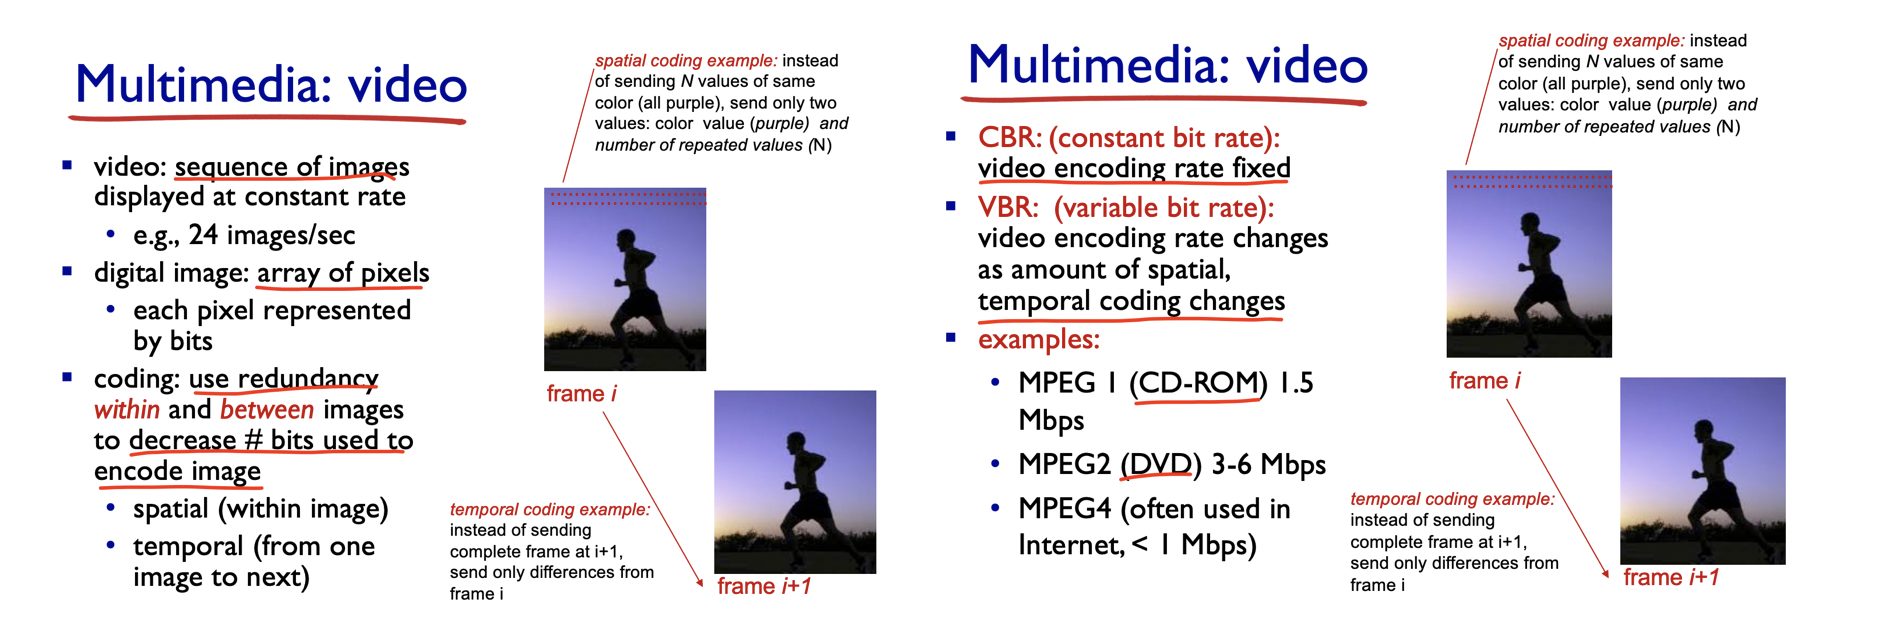 Multimedia: video
video: sequence of images
displayed at constant rate
e.g., 24 images/sec
digital image: array of pixels
each pixel represented
by bits
coding: use redundancy
within and between images
to decrease # bits used to
encode image
spatial (within image)
temporal (from one
image to next)
spatial coding example: instead
of sending N values of same
color (all purple), send only two
values: color value (purple) and
number of repeated values (N)
frame i
temporal coding example:
instead of sending
complete frame at i+1,
send only differences from
frame i
frame i+1
Multimedia: video
CBR: (constant bit rate):
video encoding rate fixed
VBR: (variable bit rate):
video encoding rate changes
as amount of spatial,
temporal coding changes
examples:
MPEG 1 (CD-ROM) 1.5
Mbps
MPEG2 (DVD) 3-6 Mbps
MPEG4 (often used in
Internet, < 1 Mbps)
spatial coding example: instead
of sending N values of same
color (all purple), send only two
values: color value (purple) and
number of repeated values (N)
frame i
temporal coding example:
instead of sending
complete frame at i+1,
send only differences from
frame i
frame i+1